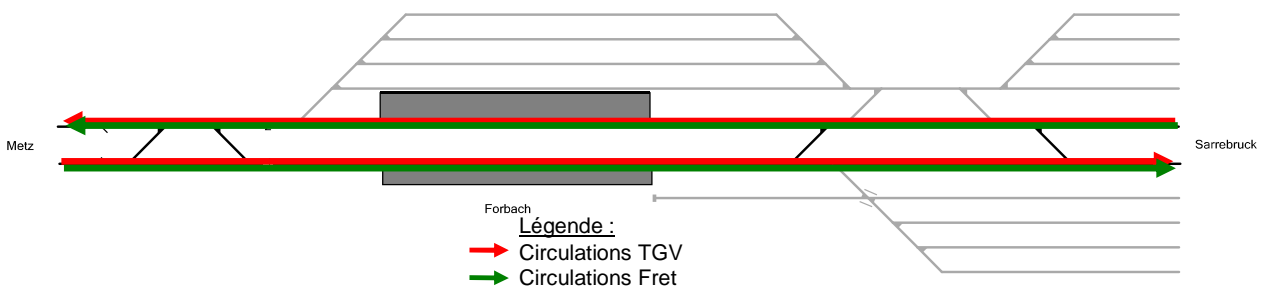 Metz
Sarrebruck
Forbach
Légende :
Circulations TGV
Circulations Fret